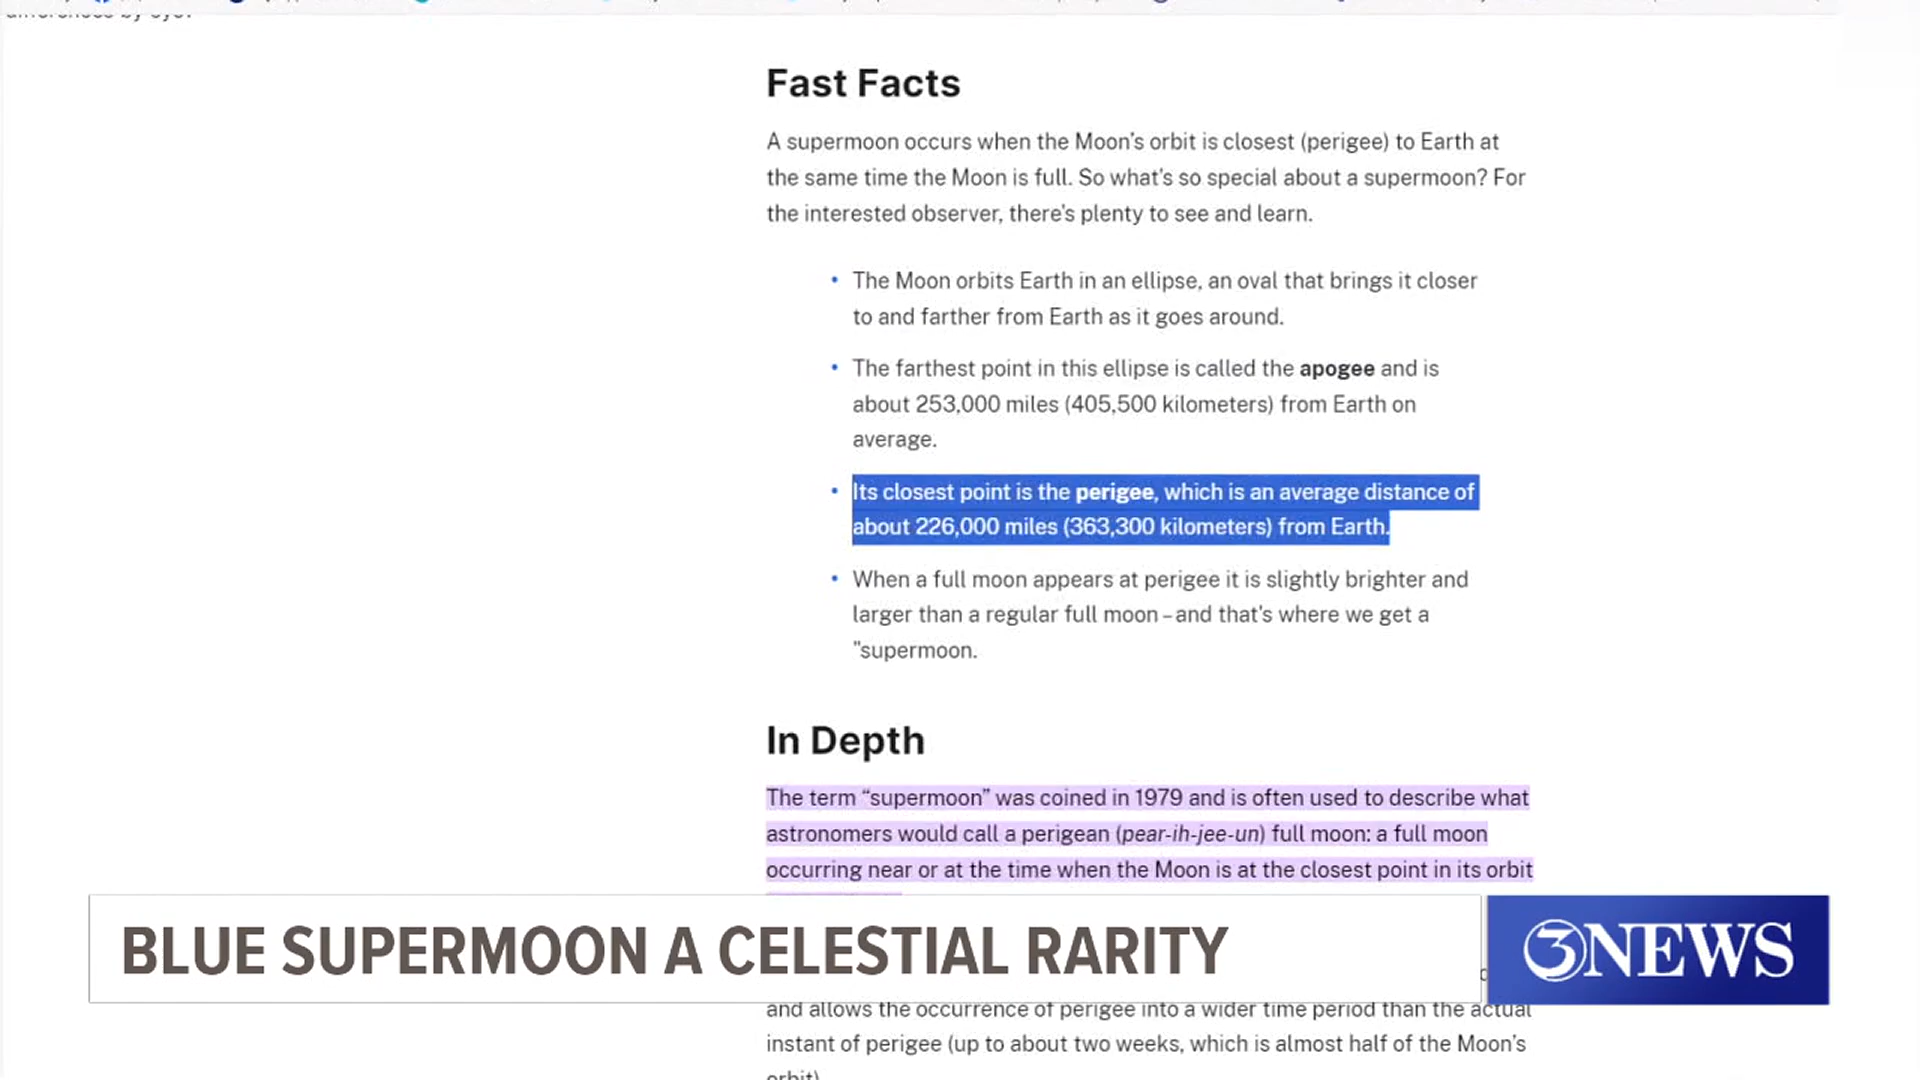 Fast Facts
A supermoon occurs when the Moon's orbit is closest (perigee) to Earth at
the same time the Moon is full. So what's so special about a supermoon? For
the interested observer, there's plenty to see and learn.
• The Moon orbits Earth in an ellipse, an oval that brings it closer
to and farther from Earth as it goes around.
• The farthest point in this ellipse is called the apogee and is
about 253,000 miles (405,500 kilometers) from Earth on
average.
• Its closest point is the perigee, which is an average distance of
about 226,000 miles (363,300 kilometers) from Earth.
• When a full moon appears at perigee it is slightly brighter and
larger than a regular full moon – and that's where we get a
"supermoon.
In Depth
The term “supermoon” was coined in 1979 and is often used to describe what
astronomers would call a perigean (pear-ih-jee-un) full moon: a full moon
occurring near or at the time when the Moon is at the closest point in its orbit
BLUE SUPERMOON A CELESTIAL RARITY
3NEWS
and allows the occurrence of perigee into a wider time period than the actual
instant of perigee (up to about two weeks, which is almost half of the Moon's
orbit)